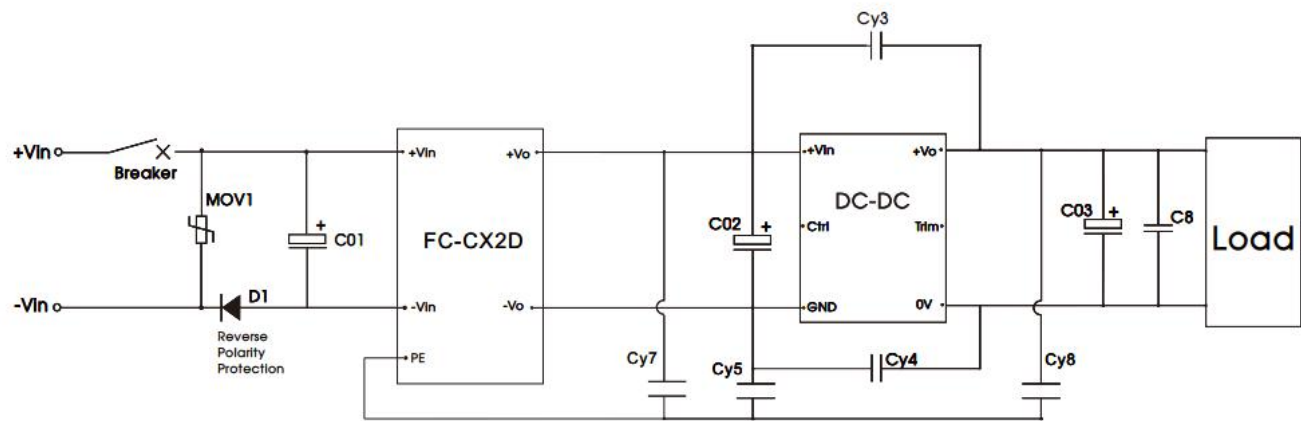 Cy3
+Vin
Breaker
+Vin
+Vo
+Vin
+Vo
MOV1
+
C01
FC-CX2D
C02
+
DC-DC
Ctrl
Trim
C03
+
C8
Load
-Vin
D1
-Vin
-Vo
GND
0V
Reverse
Polarity
Protection
PE
Cy7
Cy5
Cy4
Cy8